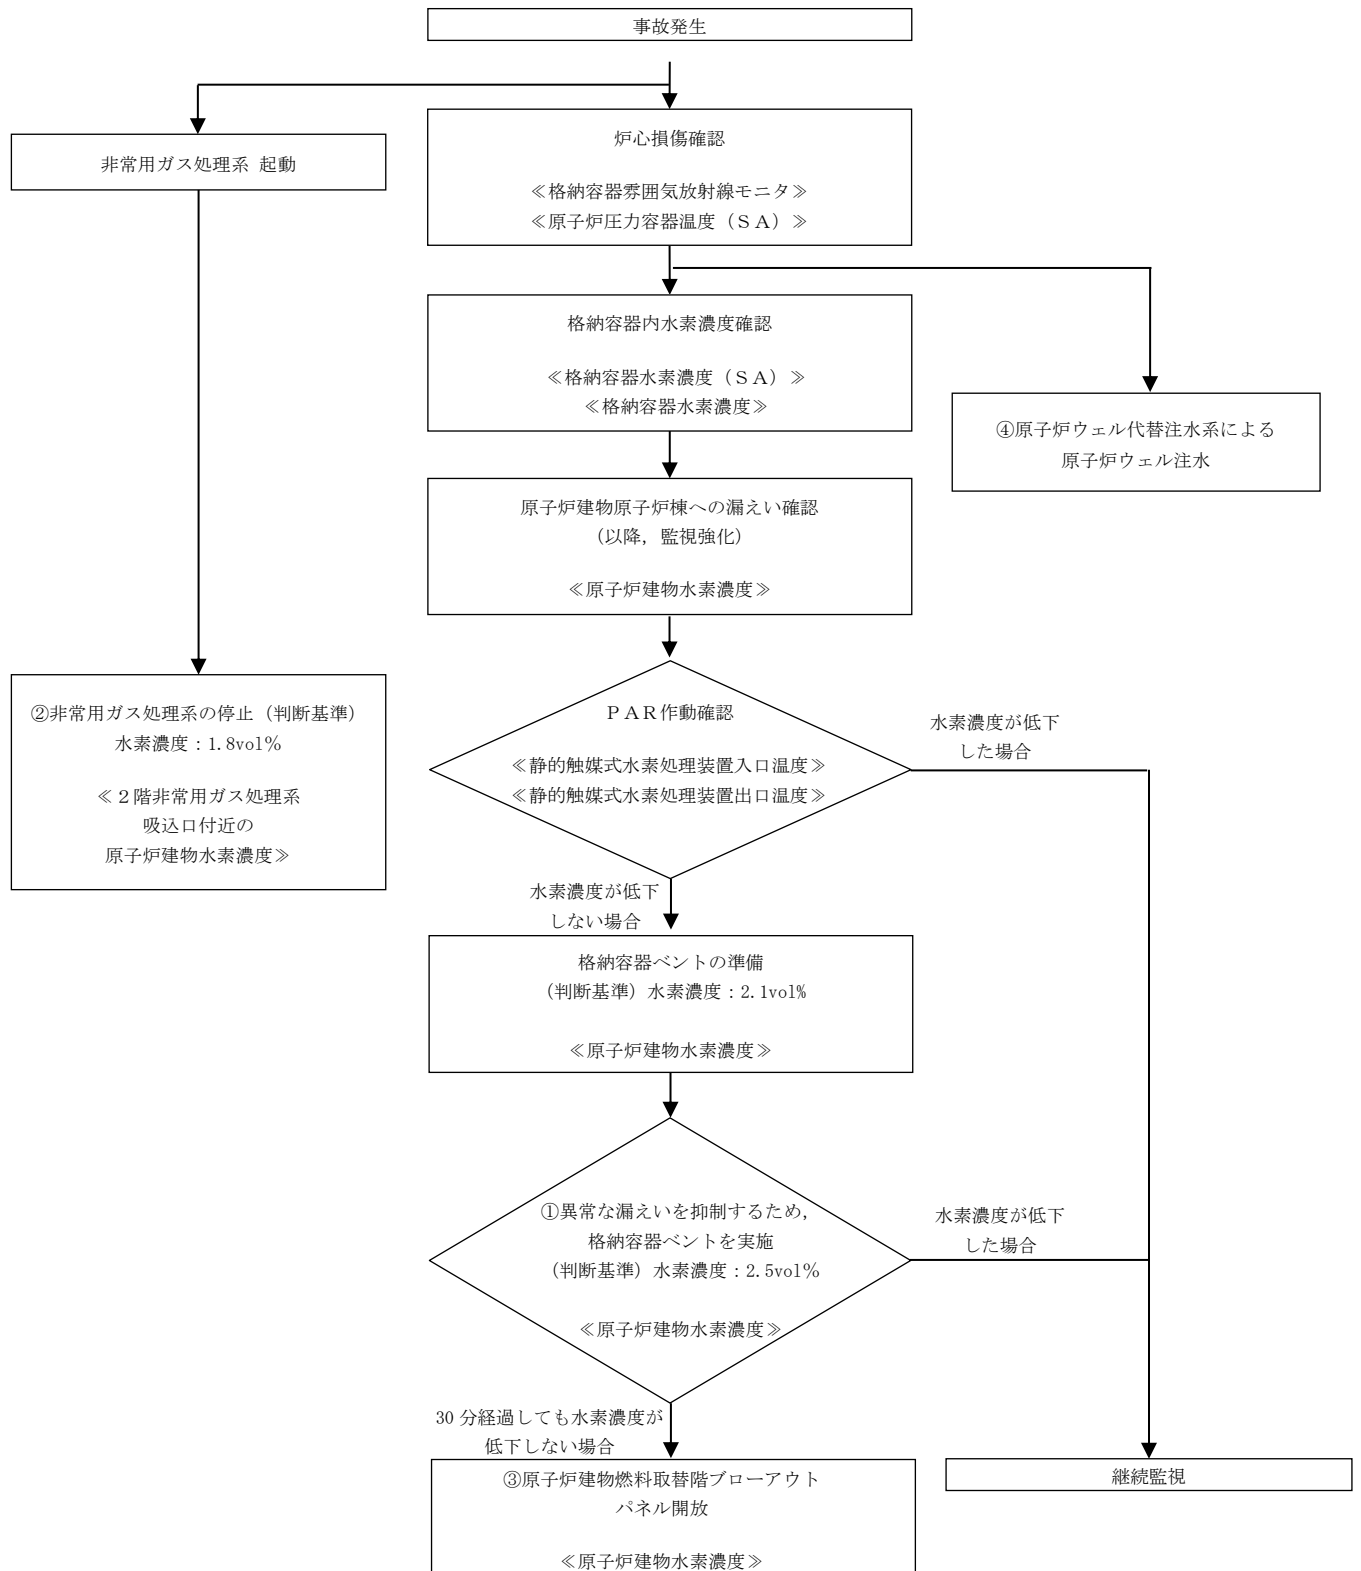 事故発生
非常用ガス処理系 起動
炉心損傷確認
≪格納容器雰囲気放射線モニタ≫
≪原子炉圧力容器温度（ＳＡ）≫
格納容器内水素濃度確認
≪格納容器水素濃度（ＳＡ）≫
≪格納容器水素濃度≫
④原子炉ウェル代替注水系による
原子炉ウェル注水
原子炉建物原子炉棟への漏えい確認
（以降，監視強化）
≪原子炉建物水素濃度≫
②非常用ガス処理系の停止（判断基準）
水素濃度：1.8vol％
≪２階非常用ガス処理系
吸込口付近の
原子炉建物水素濃度≫
ＰＡＲ作動確認
≪静的触媒式水素処理装置入口温度≫
≪静的触媒式水素処理装置出口温度≫
水素濃度が低下
した場合
水素濃度が低下
しない場合
格納容器ベントの準備
（判断基準）水素濃度：2.1vol%
≪原子炉建物水素濃度≫
①異常な漏えいを抑制するため，
格納容器ベントを実施
（判断基準）水素濃度：2.5vol％
≪原子炉建物水素濃度≫
水素濃度が低下
した場合
30 分経過しても水素濃度が
低下しない場合
③原子炉建物燃料取替階ブローアウト
パネル開放
≪原子炉建物水素濃度≫
継続監視